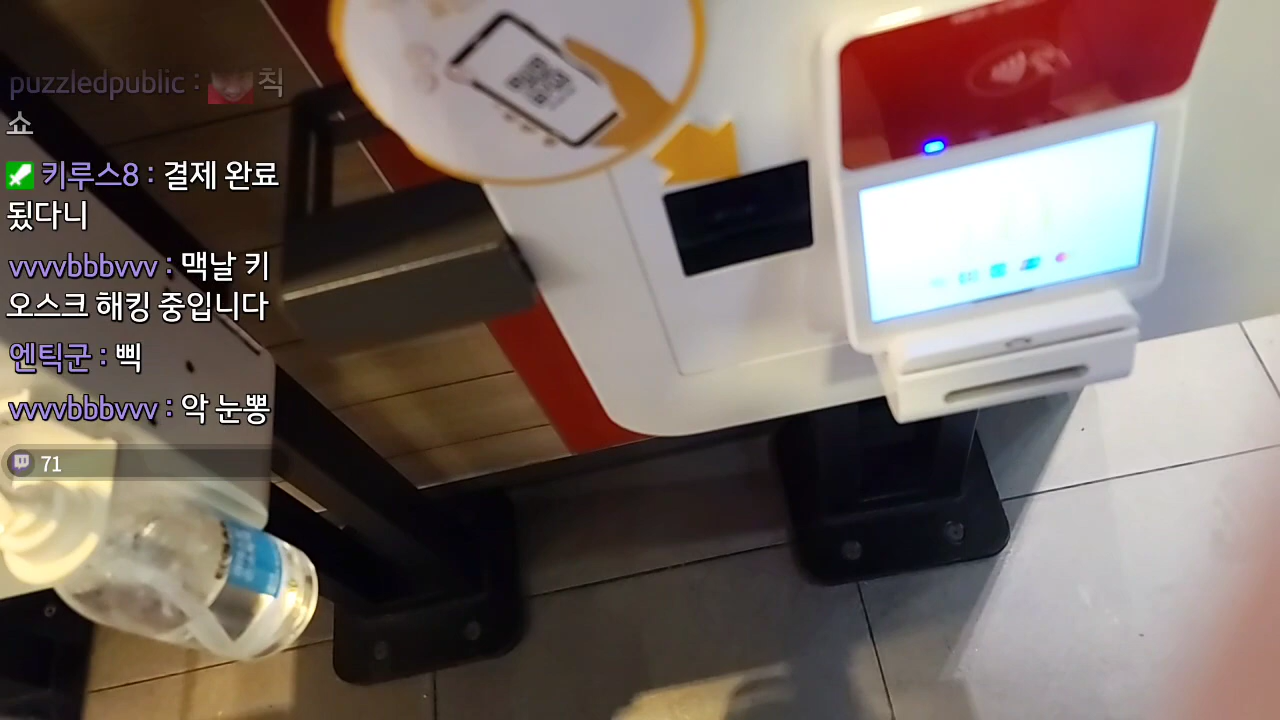 puzzledpublic : 칙
쇼
키루스8 : 결제 완료
됬다니
vvvvbbbvvv : 맥날 키
오스크 해킹 중입니다
엔틱군 : 삑
vvvvbbbvvv : 악 눈뽕
71